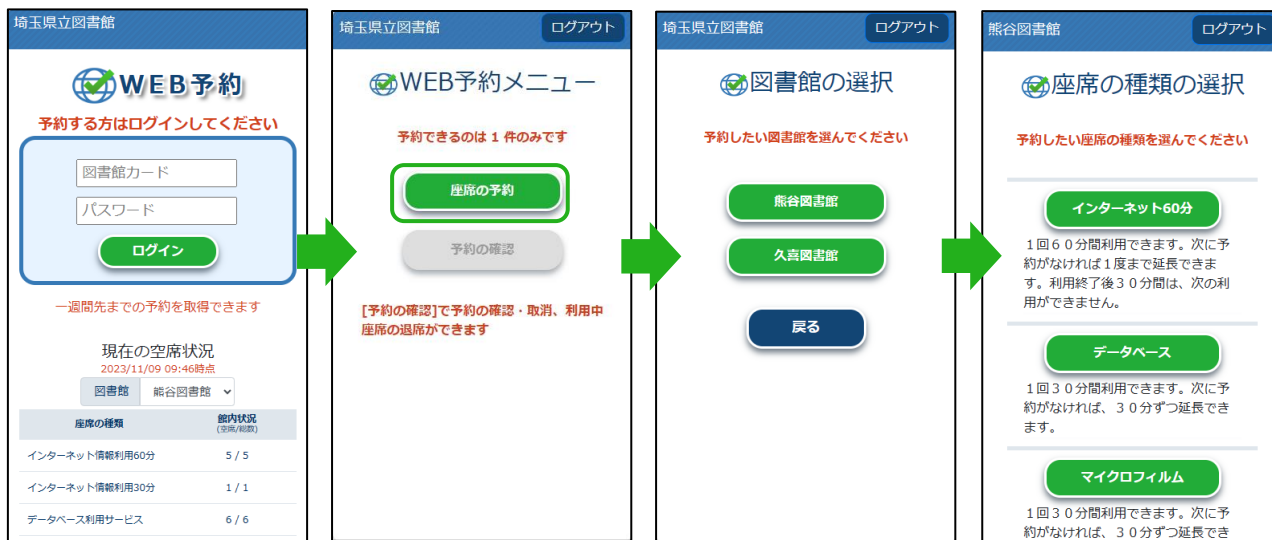 埼玉県立図書館
WEB予約
予約する方はログインしてください
図書館カード
パスワード
ログイン
一週間先までの予約を取得できます
現在の空席状況
2023/11/09 09:46時点
図書館 熊谷図書館
座席の種類 館内状況
(空席/総数)
インターネット情報利用60分 5 / 5
インターネット情報利用30分 1 / 1
データベース利用サービス 6 / 6
埼玉県立図書館 ログアウト
WEB予約メニュー
予約できるのは 1 件のみです
座席の予約
予約の確認
[予約の確認]で予約の確認・取消、利用中
座席の退席ができます
埼玉県立図書館 ログアウト
図書館の選択
予約したい図書館を選んでください
熊谷図書館
久喜図書館
戻る
熊谷図書館 ログアウト
座席の種類の選択
予約したい座席の種類を選んでください
インターネット60分
1回60分間利用できます。次に予
約がなければ1度まで延長できま
す。利用終了後30分間は、次の利
用ができません。
データベース
1回30分間利用できます。次に予
約がなければ、30分ずつ延長でき
ます。
マイクロフィルム
1回30分間利用できます。次に予
約がなければ、30分ずつ延長でき